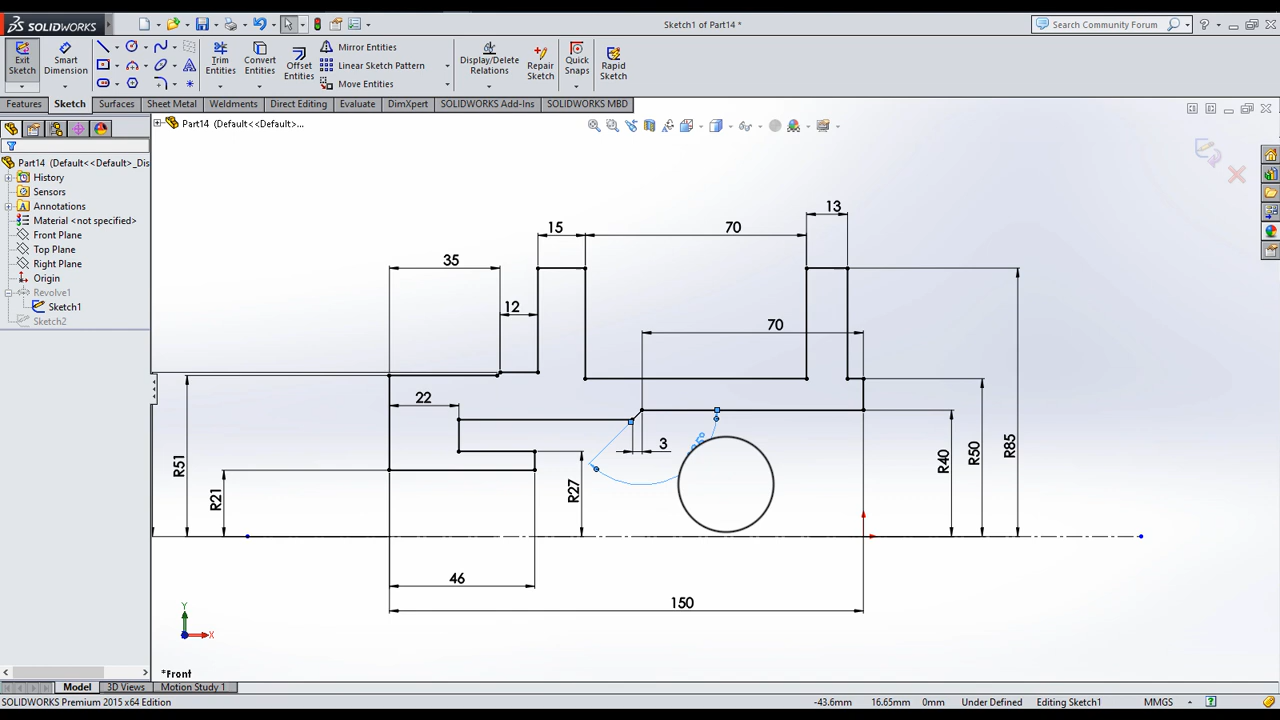 SOLIDWORKS
Sketch1 of Part14 *
Search Community Forum
Exit Sketch
Smart Dimension
Trim Entities
Convert Entities
Offset Entities
Mirror Entities
Linear Sketch Pattern
Move Entities
Display/Delete Relations
Repair Sketch
Quick Snaps
Rapid Sketch
Features
Sketch
Surfaces
Sheet Metal
Weldments
Direct Editing
Evaluate
DimXpert
SOLIDWORKS Add-Ins
SOLIDWORKS MBD
Part14 (Default<<Default>...
Part14 (Default<<Default>_Dis
History
Sensors
Annotations
Material <not specified>
Front Plane
Top Plane
Right Plane
Origin
Revolve1
Sketch1
Sketch2
13
15
70
35
12
70
22
3
R51
R21
R27
R40
R50
R85
46
150
Y
X
*Front
Model
3D Views
Motion Study 1
SOLIDWORKS Premium 2015 x64 Edition
-43.6mm
16.65mm
0mm
Under Defined
Editing Sketch1
MMGS